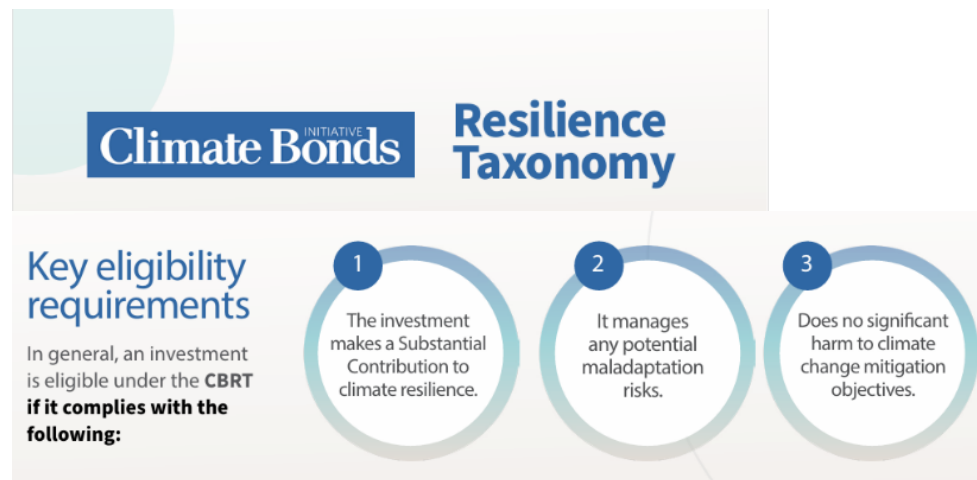 Climate Bonds
INITIATIVE
Resilience
Taxonomy
Key eligibility
requirements
In general, an investment
is eligible under the CBRT
if it complies with the
following:
1
The investment
makes a Substantial
Contribution to
climate resilience.
2
It manages
any potential
maladaptation
risks.
3
Does no significant
harm to climate
change mitigation
objectives.